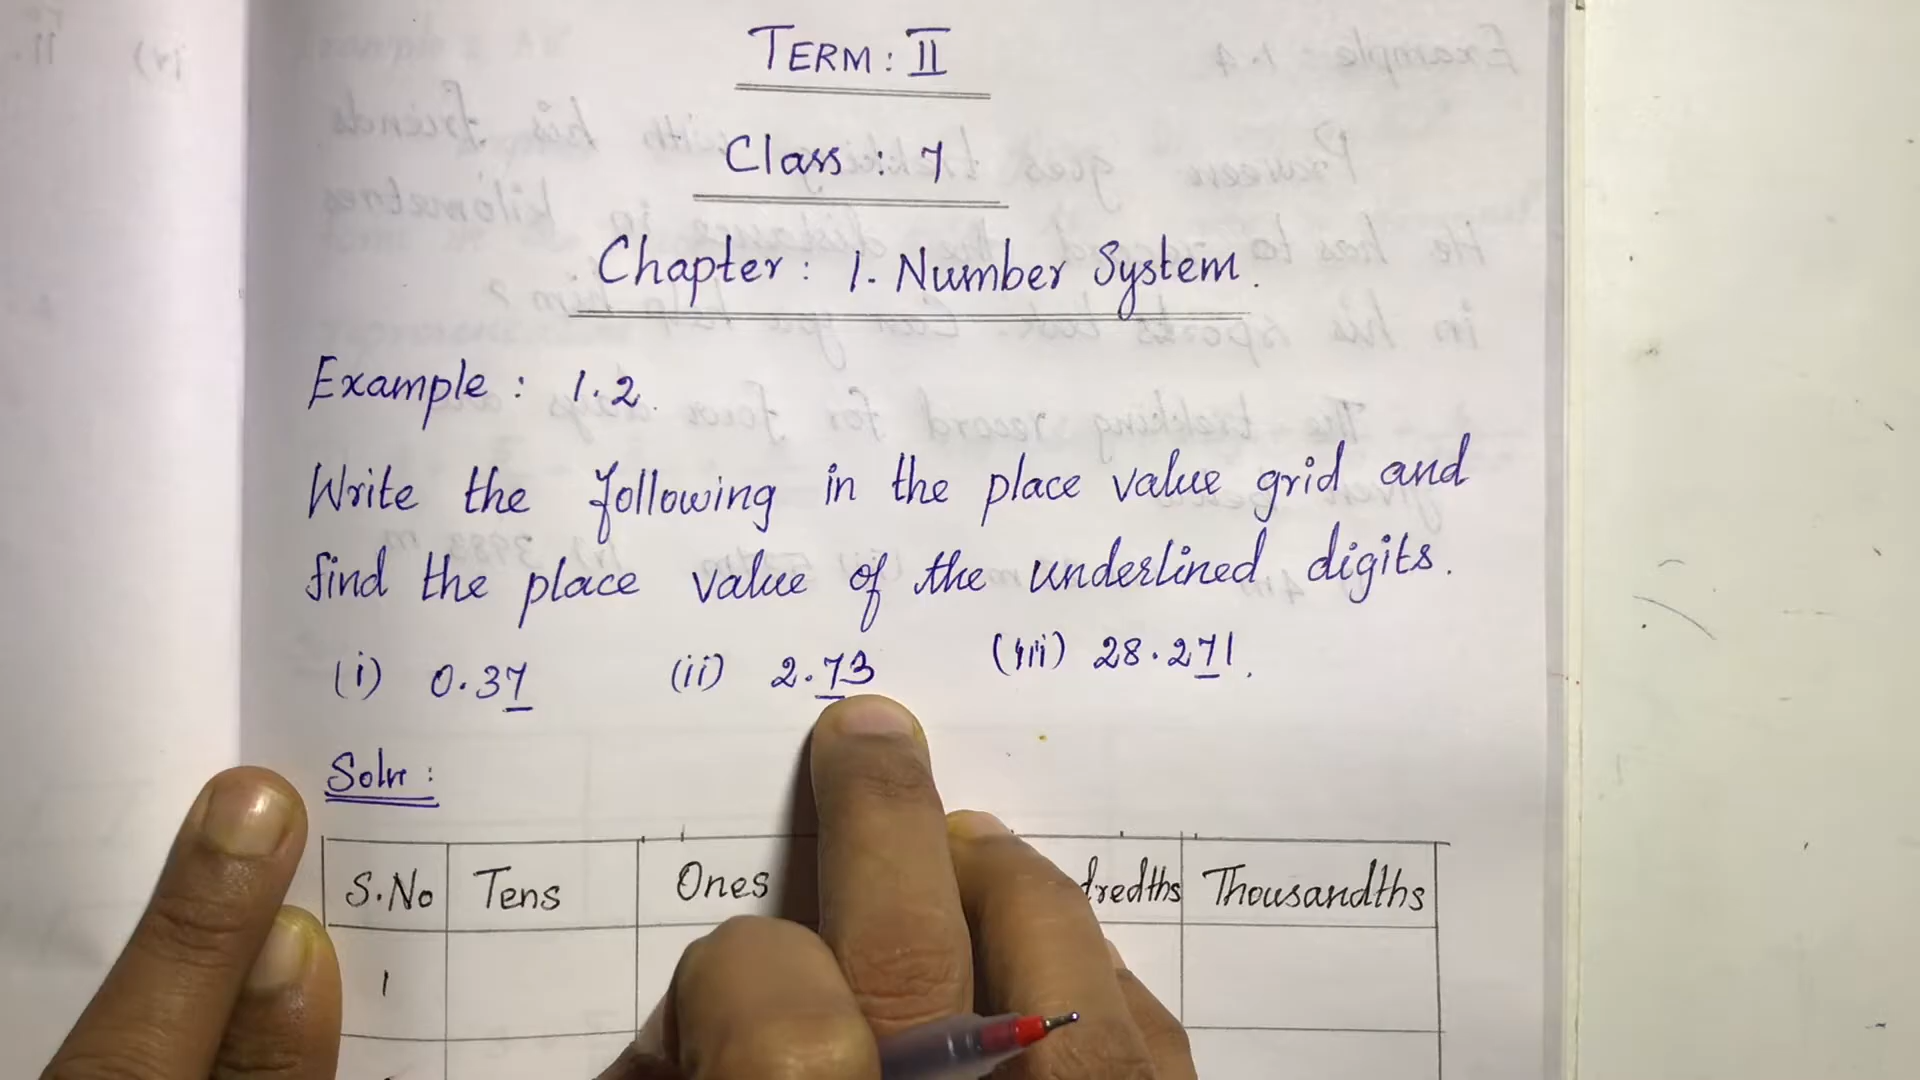 TERM: II
Class: 7
Chapter: 1. Number System.
Example: 1.2.
Write the following in the place value grid and
find the place value of the underlined digits.
(i) 0.37 (ii) 2.73 (iii) 28.271.
Soln:
S.No Tens Ones dredths Thousandths
1